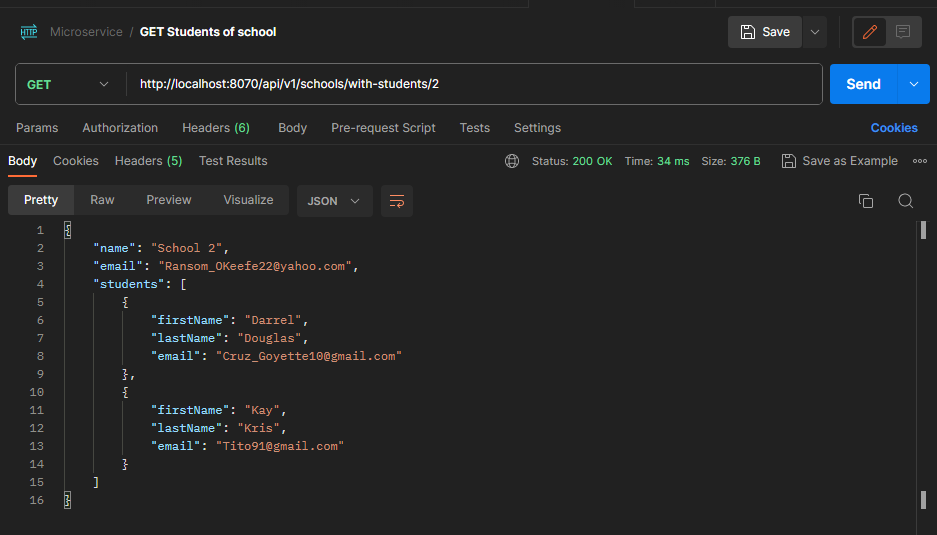 HTTP Microservice / GET Students of school Save
GET http://localhost:8070/api/v1/schools/with-students/2 Send
Params Authorization Headers (6) Body Pre-request Script Tests Settings Cookies
Body Cookies Headers (5) Test Results Status: 200 OK Time: 34 ms Size: 376 B Save as Example
Pretty Raw Preview Visualize JSON
1 {
2 "name": "School 2",
3 "email": "Ransom_OKeefe22@yahoo.com",
4 "students": [
5 {
6 "firstName": "Darrel",
7 "lastName": "Douglas",
8 "email": "Cruz_Goyette10@gmail.com"
9 },
10 {
11 "firstName": "Kay",
12 "lastName": "Kris",
13 "email": "Tito91@gmail.com"
14 }
15 ]
16 }